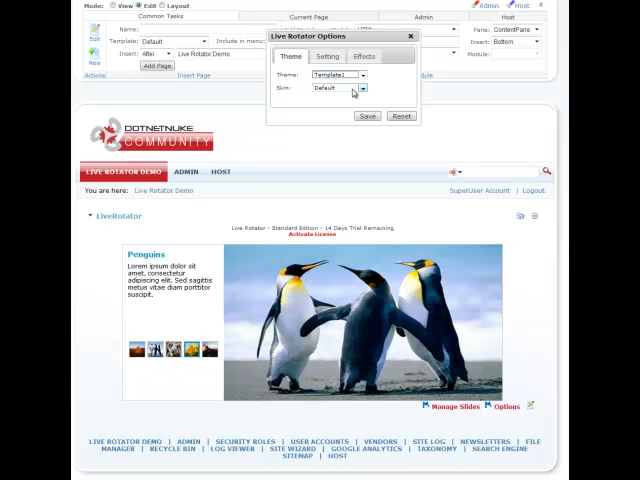 Mode: View Edit Layout Admin Host
Common Tasks Current Page Admin Host
Name: Pane: ContentPane
Edit Template: Default Include in menu: Insert: Bottom
New Insert: After Live Rotator Demo Module:
Add Page
Actions Insert Page
Live Rotator Options
Theme Setting Effects
Theme: Template1
Skin: Default
Save Reset
DOTNETNUKE
COMMUNITY
LIVE ROTATOR DEMO ADMIN HOST
You are here: Live Rotator Demo SuperUser Account | Logout
LiveRotator
Live Rotator - Standard Edition - 14 Days Trial Remaining
Activate License
Penguins
Lorem ipsum dolor sit
amet, consectetur
adipiscing elit. Sed sagittis
metus vitae diam porttitor
suscipit.
Manage Slides Options
LIVE ROTATOR DEMO | ADMIN | SECURITY ROLES | USER ACCOUNTS | VENDORS | SITE LOG | NEWSLETTERS | FILE
MANAGER | RECYCLE BIN | LOG VIEWER | SITE WIZARD | GOOGLE ANALYTICS | TAXONOMY | SEARCH ENGINE
SITEMAP | HOST